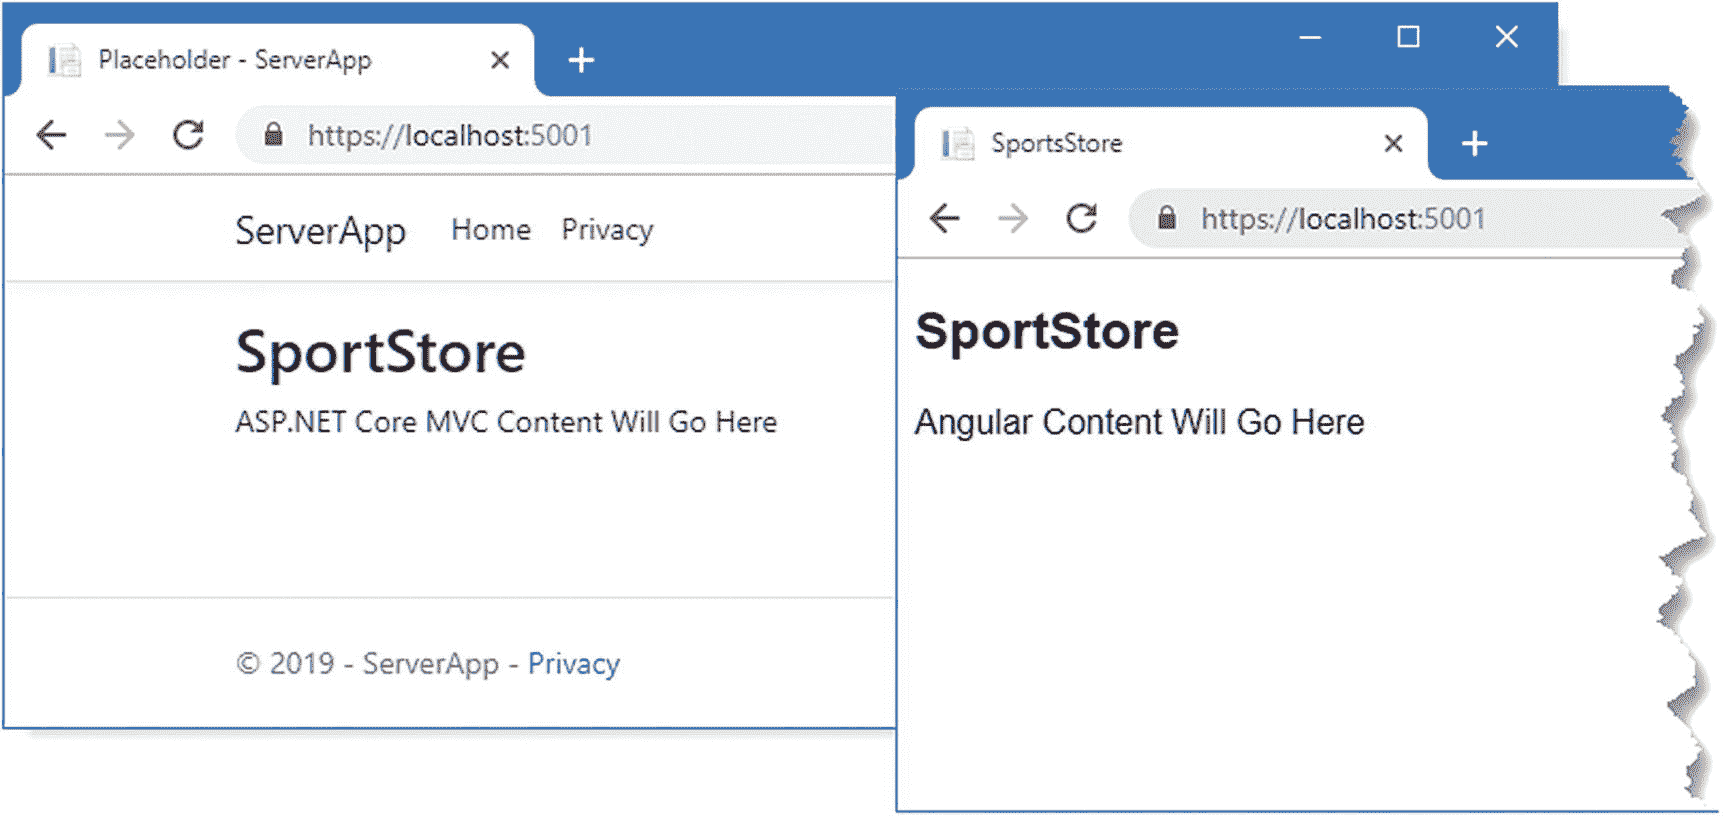 Placeholder - ServerApp
https://localhost:5001
ServerApp Home Privacy
SportStore
ASP.NET Core MVC Content Will Go Here
© 2019 - ServerApp - Privacy
SportsStore
https://localhost:5001
SportStore
Angular Content Will Go Here